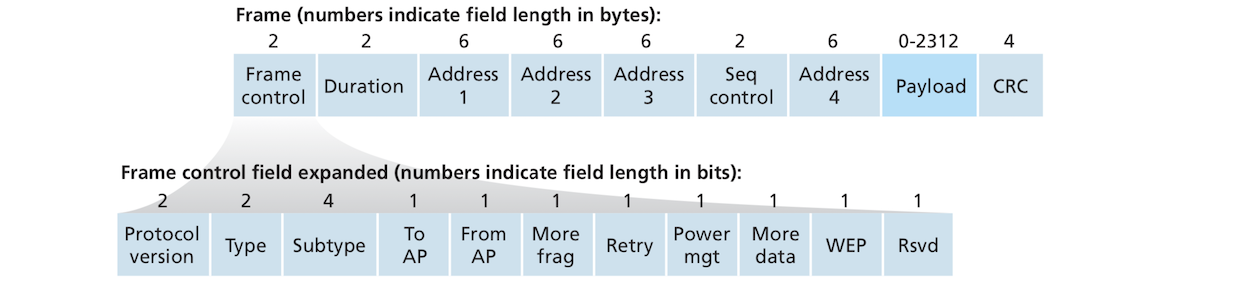 Frame (numbers indicate field length in bytes):
2 2 6 6 6 2 6 0-2312 4
Frame control
Duration
Address 1
Address 2
Address 3
Seq control
Address 4
Payload
CRC
Frame control field expanded (numbers indicate field length in bits):
2 2 4 1 1 1 1 1 1 1 1
Protocol version
Type
Subtype
To AP
From AP
More frag
Retry
Power mgt
More data
WEP
Rsvd